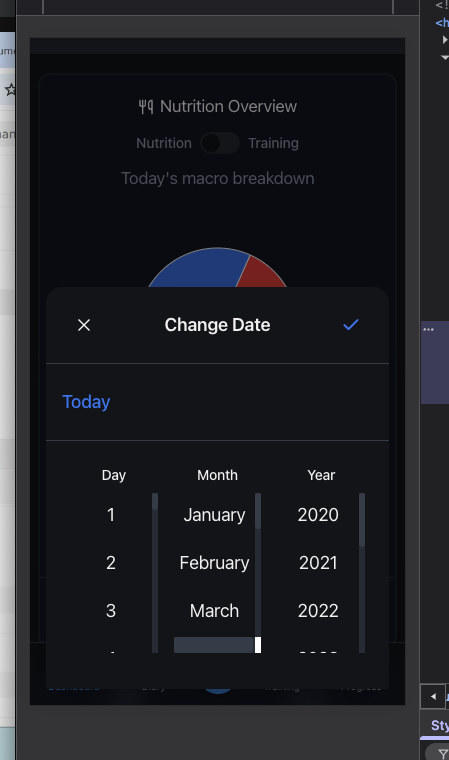 Nutrition Overview
Nutrition Training
Today's macro breakdown
Change Date
Today
Day Month Year
1 January 2020
2 February 2021
3 March 2022
Training